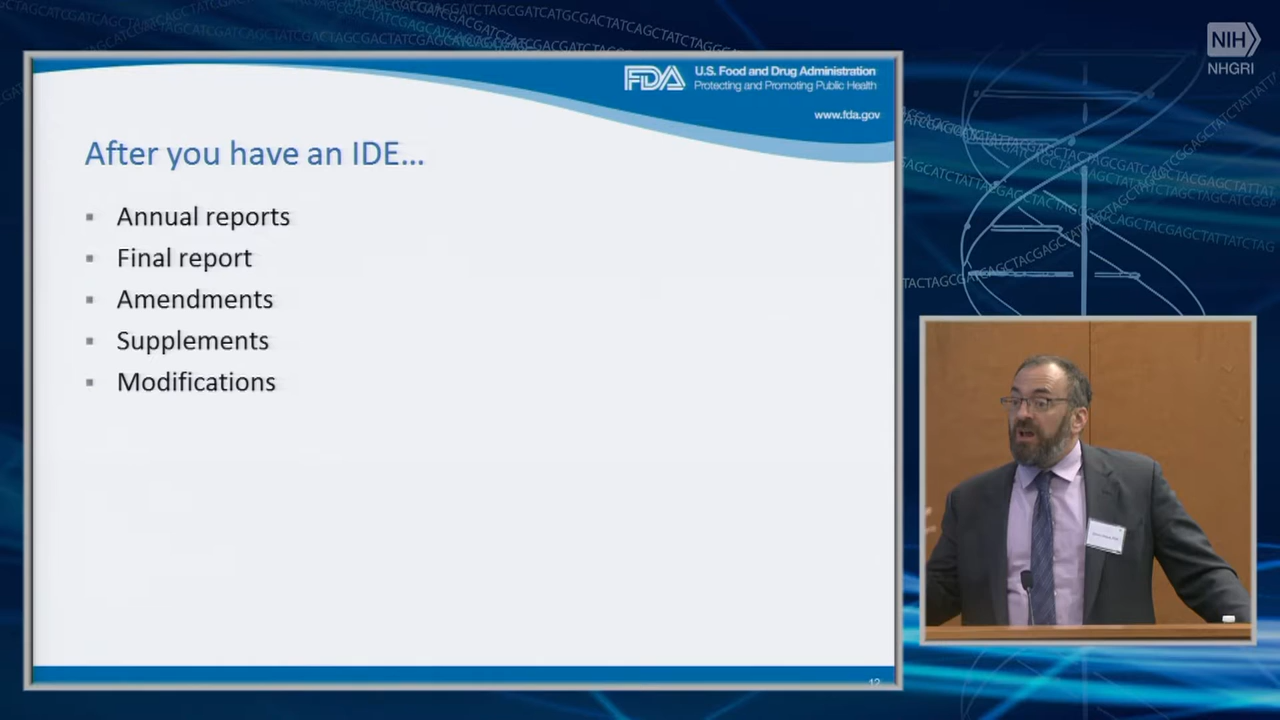 NIH
NHGRI
FDA
U.S. Food and Drug Administration
Protecting and Promoting Public Health
www.fda.gov
After you have an IDE...
▪ Annual reports
▪ Final report
▪ Amendments
▪ Supplements
▪ Modifications
12